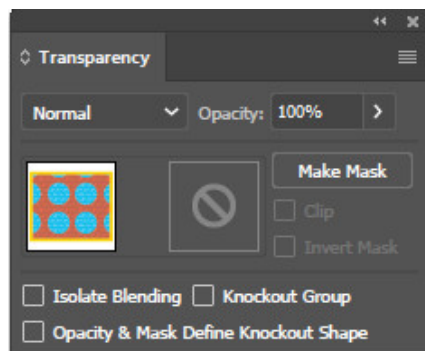 Transparency
Normal Opacity: 100%
Make Mask
Clip
Invert Mask
Isolate Blending Knockout Group
Opacity & Mask Define Knockout Shape